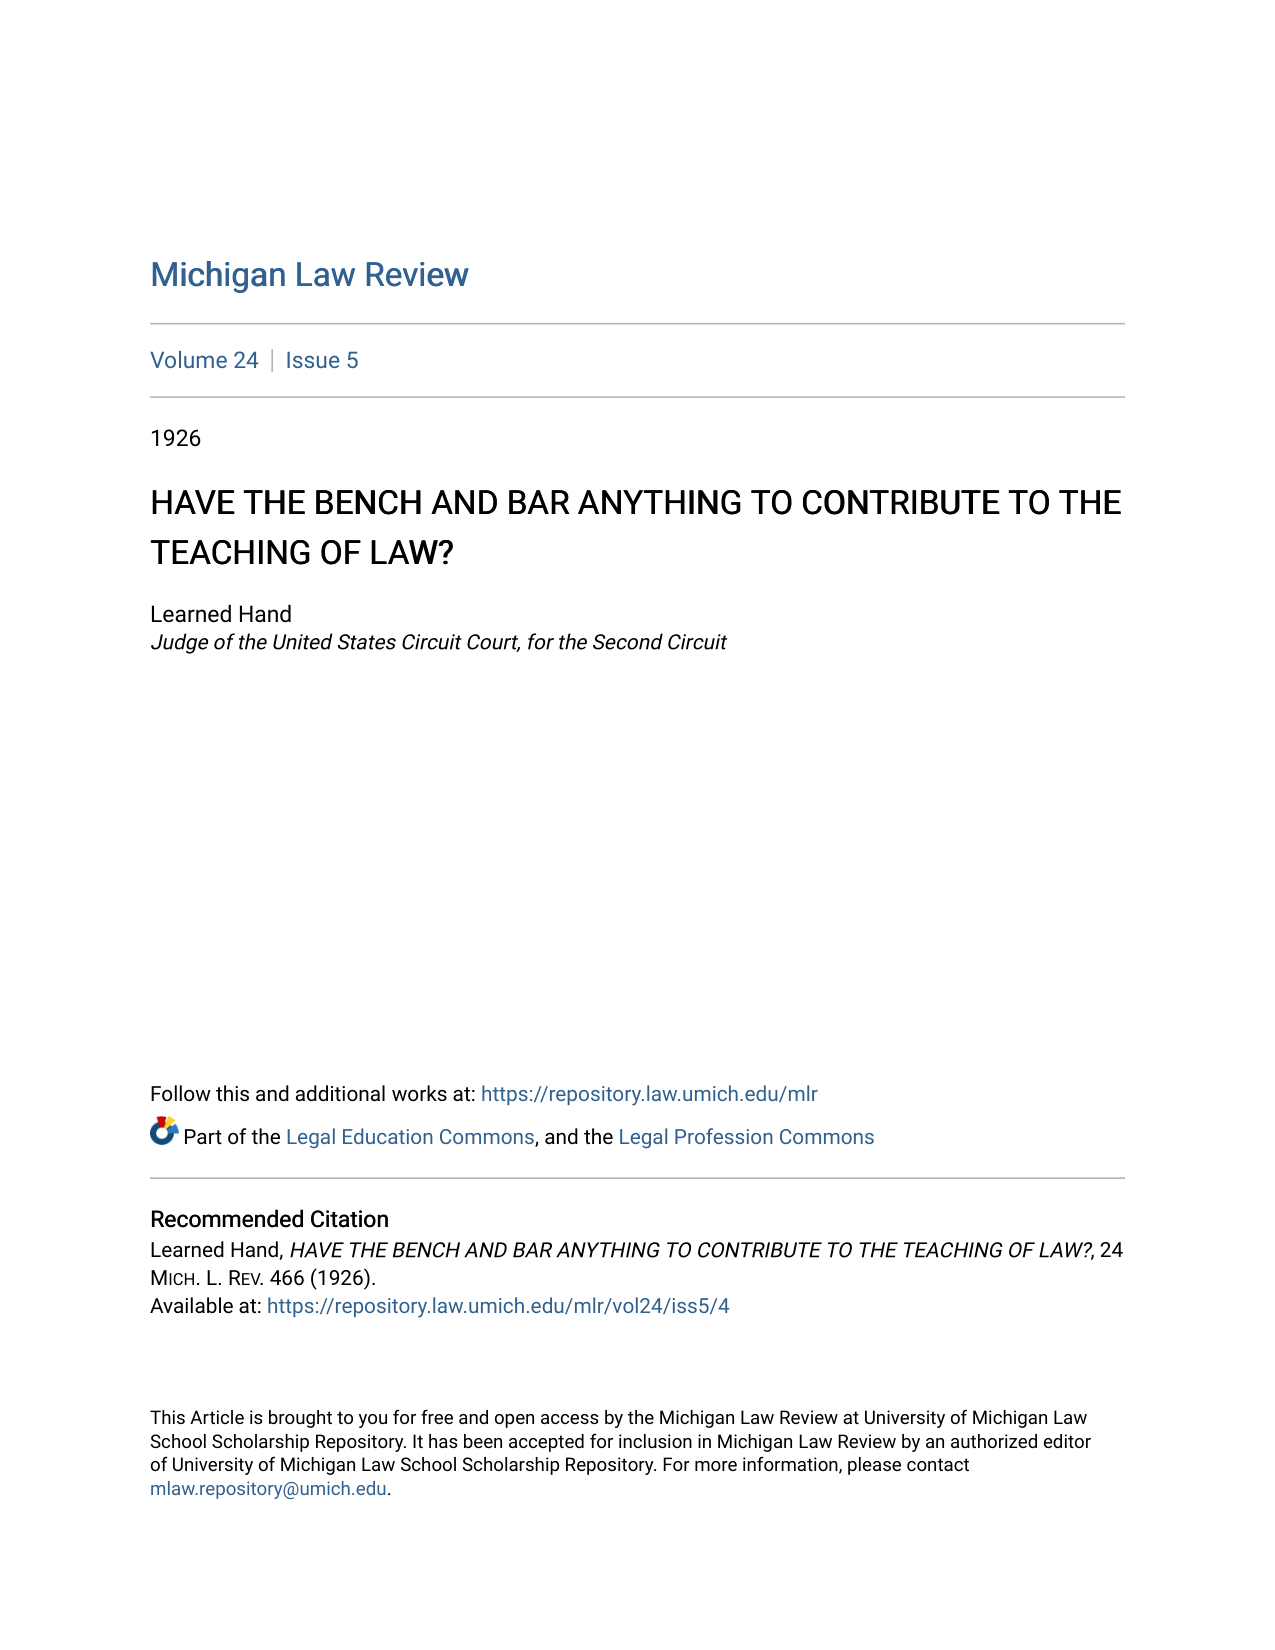 Michigan Law Review
Volume 24 | Issue 5
1926
HAVE THE BENCH AND BAR ANYTHING TO CONTRIBUTE TO THE
TEACHING OF LAW?
Learned Hand
Judge of the United States Circuit Court, for the Second Circuit
Follow this and additional works at: https://repository.law.umich.edu/mlr
Part of the Legal Education Commons, and the Legal Profession Commons
Recommended Citation
Learned Hand, HAVE THE BENCH AND BAR ANYTHING TO CONTRIBUTE TO THE TEACHING OF LAW?, 24
MICH. L. REV. 466 (1926).
Available at: https://repository.law.umich.edu/mlr/vol24/iss5/4
This Article is brought to you for free and open access by the Michigan Law Review at University of Michigan Law
School Scholarship Repository. It has been accepted for inclusion in Michigan Law Review by an authorized editor
of University of Michigan Law School Scholarship Repository. For more information, please contact
mlaw.repository@umich.edu.